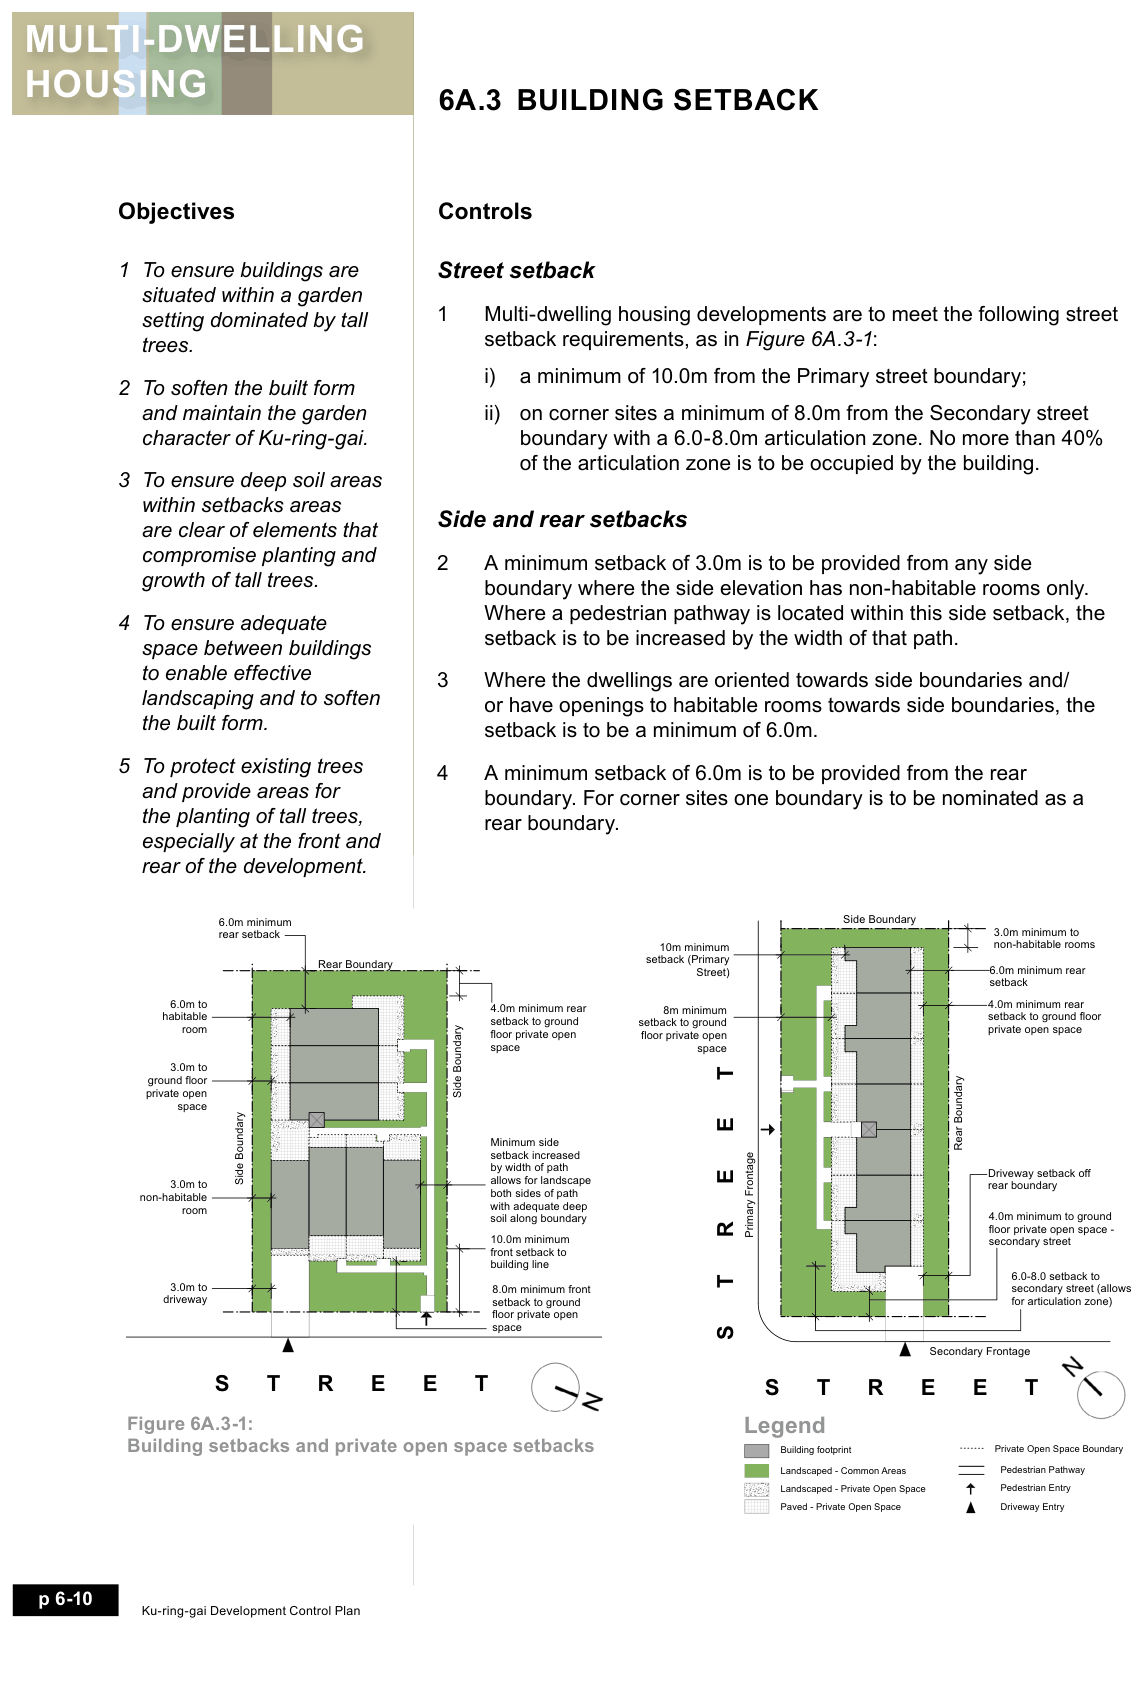 MULTI-DWELLING
HOUSING
6A.3 BUILDING SETBACK
Objectives
1 To ensure buildings are
situated within a garden
setting dominated by tall
trees.
2 To soften the built form
and maintain the garden
character of Ku-ring-gai.
3 To ensure deep soil areas
within setbacks areas
are clear of elements that
compromise planting and
growth of tall trees.
4 To ensure adequate
space between buildings
to enable effective
landscaping and to soften
the built form.
5 To protect existing trees
and provide areas for
the planting of tall trees,
especially at the front and
rear of the development.
Controls
Street setback
1 Multi-dwelling housing developments are to meet the following street
setback requirements, as in Figure 6A.3-1:
i) a minimum of 10.0m from the Primary street boundary;
ii) on corner sites a minimum of 8.0m from the Secondary street
boundary with a 6.0-8.0m articulation zone. No more than 40%
of the articulation zone is to be occupied by the building.
Side and rear setbacks
2 A minimum setback of 3.0m is to be provided from any side
boundary where the side elevation has non-habitable rooms only.
Where a pedestrian pathway is located within this side setback, the
setback is to be increased by the width of that path.
3 Where the dwellings are oriented towards side boundaries and/
or have openings to habitable rooms towards side boundaries, the
setback is to be a minimum of 6.0m.
4 A minimum setback of 6.0m is to be provided from the rear
boundary. For corner sites one boundary is to be nominated as a
rear boundary.
6.0m minimum
rear setback
Rear Boundary
6.0m to
habitable
room
3.0m to
ground floor
private open
space
Side Boundary
3.0m to
non-habitable
room
3.0m to
driveway
4.0m minimum rear
setback to ground
floor private open
space
Side Boundary
Minimum side
setback increased
by width of path
allows for landscape
both sides of path
with adequate deep
soil along boundary
10.0m minimum
front setback to
building line
8.0m minimum front
setback to ground
floor private open
space
STREET
N
Figure 6A.3-1:
Building setbacks and private open space setbacks
Side Boundary
10m minimum
setback (Primary
Street)
8m minimum
setback to ground
floor private open
space
STREET
Primary Frontage
3.0m minimum to
non-habitable rooms
6.0m minimum rear
setback
4.0m minimum rear
setback to ground floor
private open space
Rear Boundary
Driveway setback off
rear boundary
4.0m minimum to ground
floor private open space -
secondary street
6.0-8.0 setback to
secondary street (allows
for articulation zone)
Secondary Frontage
STREET
N
Legend
Building footprint
Landscaped - Common Areas
Landscaped - Private Open Space
Paved - Private Open Space
Private Open Space Boundary
Pedestrian Pathway
Pedestrian Entry
Driveway Entry
p 6-10
Ku-ring-gai Development Control Plan